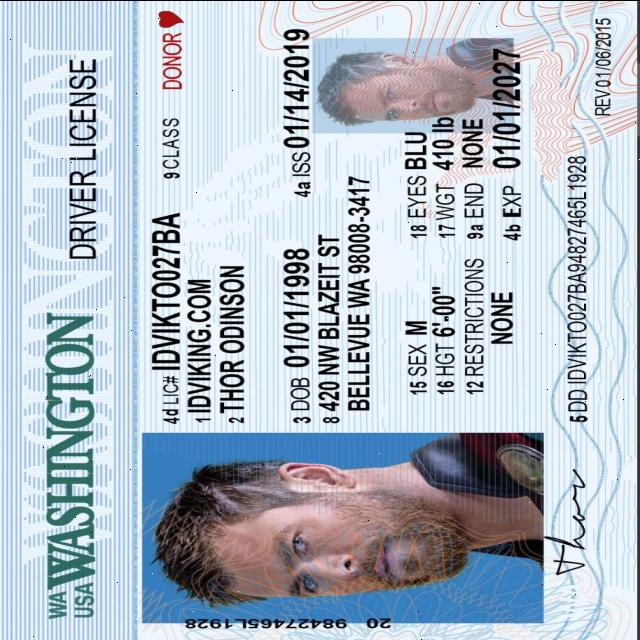 WA
USA WASHINGTON DRIVER LICENSE
4d LIC# IDVIKTO027BA 9 CLASS DONOR
1 IDVIKING.COM
2 THOR ODINSON
3 DOB 01/01/1998 4a ISS 01/14/2019
8 420 NW BLAZEIT ST
BELLEVUE WA 98008-3417
15 SEX M 18 EYES BLU
16 HGT 6'-00" 17 WGT 410 lb
12 RESTRICTIONS 9a END NONE
NONE 4b EXP 01/01/2027
Thor
5 DD IDVIKTO027BA94827465L1928
REV 01/06/2015
98427465L1928 20